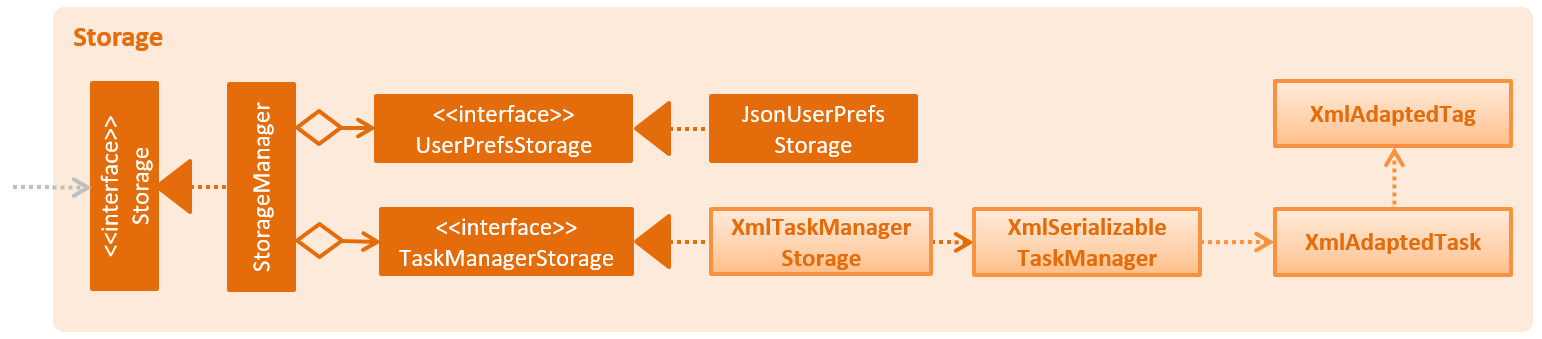 Storage
<<interface>>
Storage
StorageManager
<<interface>>
UserPrefsStorage
JsonUserPrefs
Storage
XmlAdaptedTag
<<interface>>
TaskManagerStorage
XmlTaskManager
Storage
XmlSerializable
TaskManager
XmlAdaptedTask